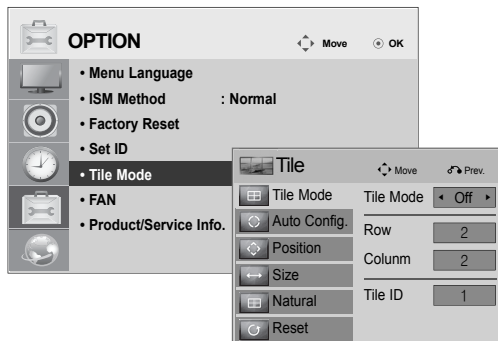 OPTION
Move
OK
• Menu Language
• ISM Method : Normal
• Factory Reset
• Set ID
• Tile Mode
• FAN
• Product/Service Info.
Tile
Move
Prev.
Tile Mode
Auto Config.
Position
Size
Natural
Reset
Tile Mode Off
Row 2
Colunm 2
Tile ID 1